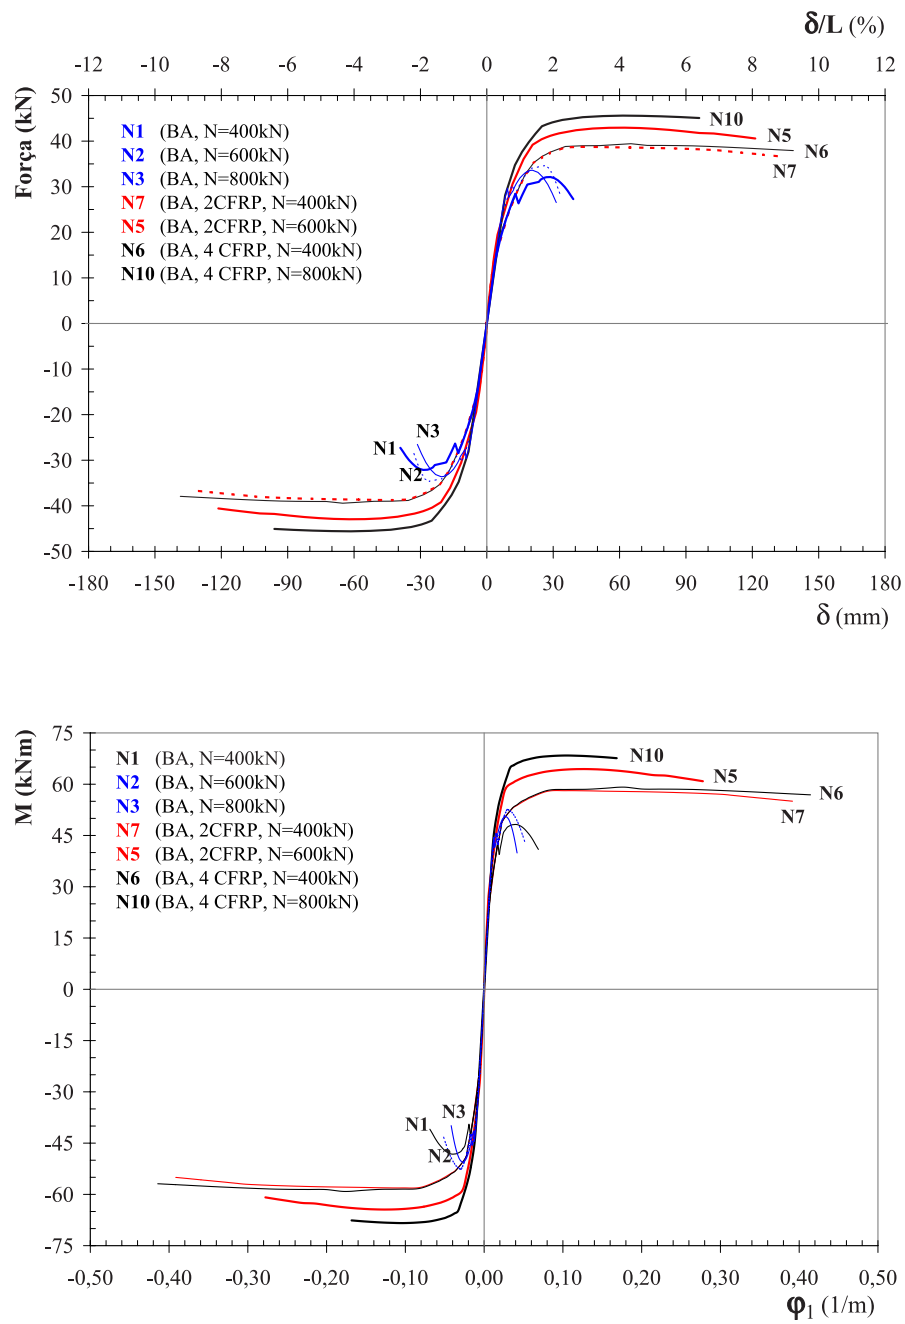 δ/L (%)
-12 -10 -8 -6 -4 -2 0 2 4 6 8 10 12
Força (kN)
50
40
30
20
10
0
-10
-20
-30
-40
-50
N1 (BA, N=400kN)
N2 (BA, N=600kN)
N3 (BA, N=800kN)
N7 (BA, 2CFRP, N=400kN)
N5 (BA, 2CFRP, N=600kN)
N6 (BA, 4 CFRP, N=400kN)
N10 (BA, 4 CFRP, N=800kN)
N10
N5
N6
N7
N3
N1
N2
-180 -150 -120 -90 -60 -30 0 30 60 90 120 150 180
δ (mm)
M (kNm)
75
60
45
30
15
0
-15
-30
-45
-60
-75
N1 (BA, N=400kN)
N2 (BA, N=600kN)
N3 (BA, N=800kN)
N7 (BA, 2CFRP, N=400kN)
N5 (BA, 2CFRP, N=600kN)
N6 (BA, 4 CFRP, N=400kN)
N10 (BA, 4 CFRP, N=800kN)
N10
N5
N6
N7
N3
N1
N2
-0,50 -0,40 -0,30 -0,20 -0,10 0,00 0,10 0,20 0,30 0,40 0,50
φ1 (1/m)